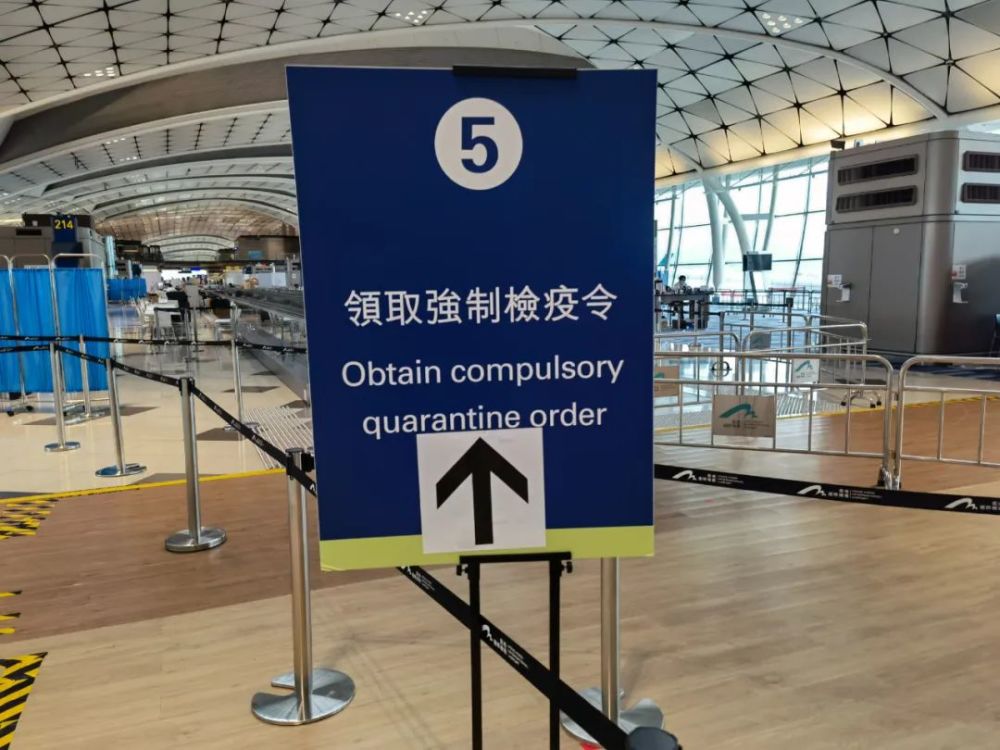 5
領取強制檢疫令
Obtain compulsory
quarantine order
214